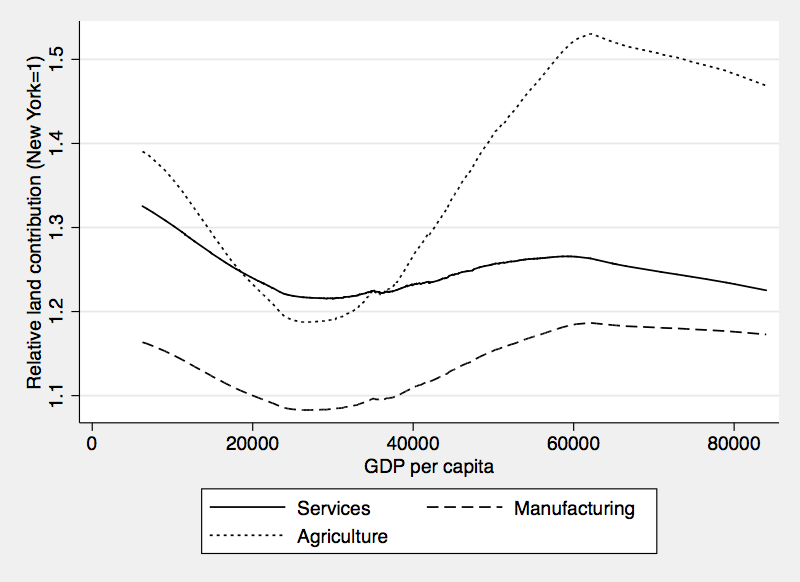 Relative land contribution (New York=1)
1.5
1.4
1.3
1.2
1.1
0 20000 40000 60000 80000
GDP per capita
Services Manufacturing
Agriculture